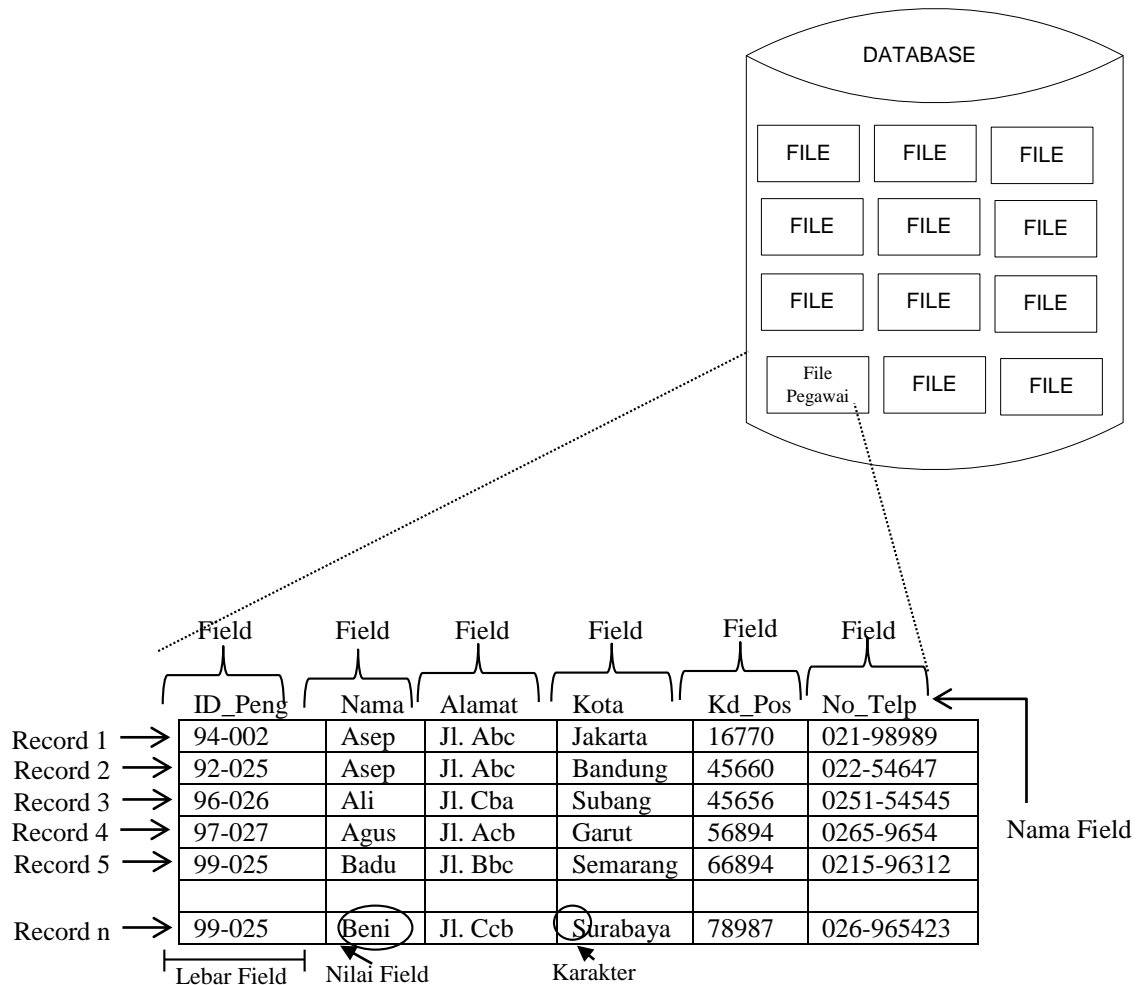 DATABASE
FILE FILE FILE
FILE FILE FILE
FILE FILE FILE
File
Pegawai FILE FILE
Field Field Field Field Field Field
ID_Peng Nama Alamat Kota Kd_Pos No_Telp
Record 1 94-002 Asep Jl. Abc Jakarta 16770 021-98989
Record 2 92-025 Asep Jl. Abc Bandung 45660 022-54647
Record 3 96-026 Ali Jl. Cba Subang 45656 0251-54545
Record 4 97-027 Agus Jl. Acb Garut 56894 0265-9654
Nama Field
Record 5 99-025 Badu Jl. Bbc Semarang 66894 0215-96312
Record n 99-025 Beni Jl. Ccb Surabaya 78987 026-965423
Lebar Field Nilai Field Karakter